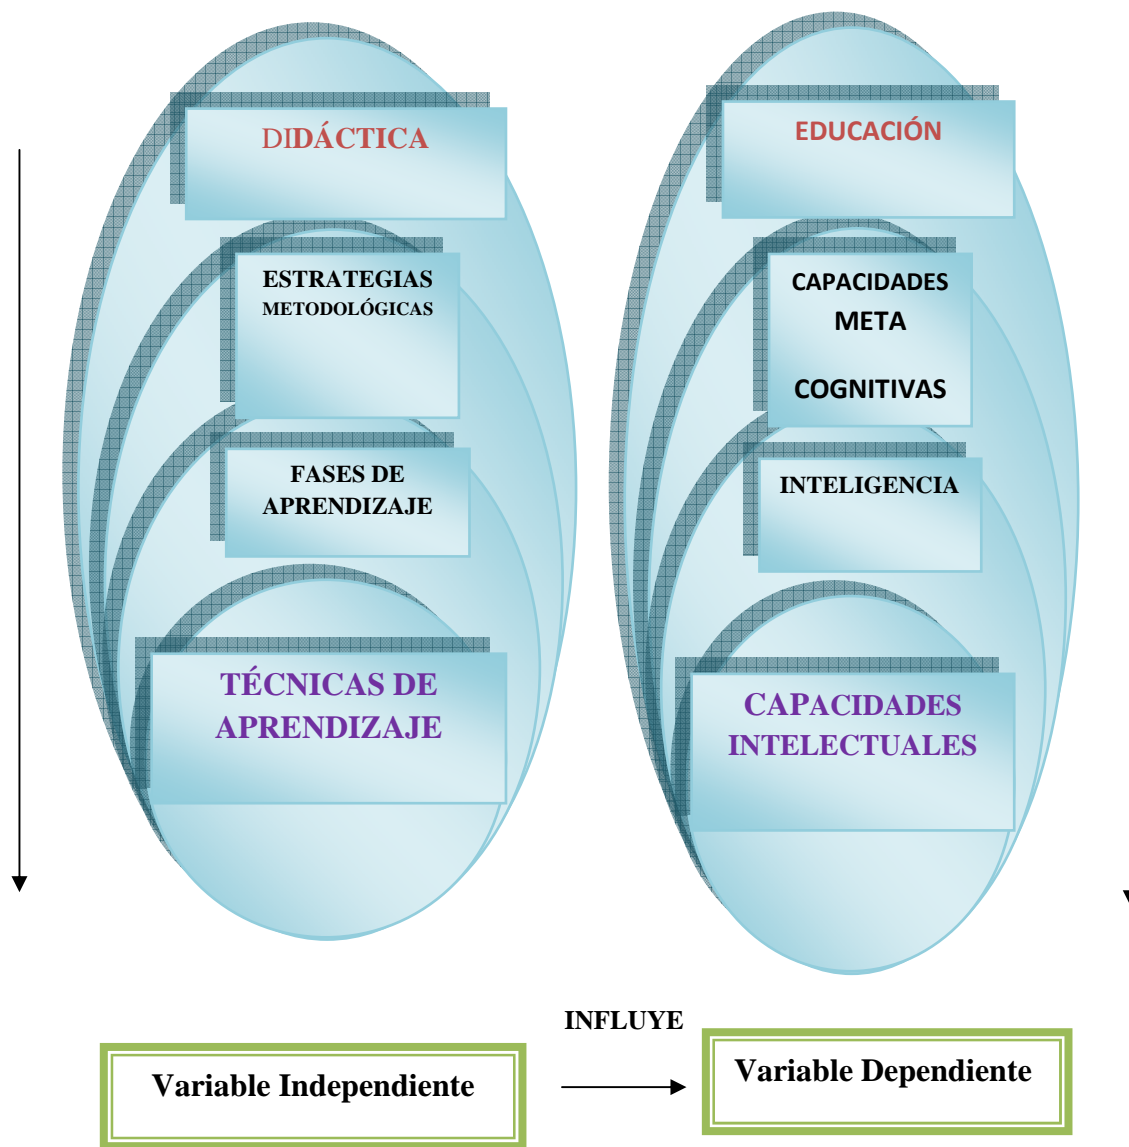 DIDÁCTICA
ESTRATEGIAS
METODOLÓGICAS
FASES DE
APRENDIZAJE
TÉCNICAS DE
APRENDIZAJE
EDUCACIÓN
CAPACIDADES
META
COGNITIVAS
INTELIGENCIA
CAPACIDADES
INTELECTUALES
INFLUYE
Variable Independiente
Variable Dependiente